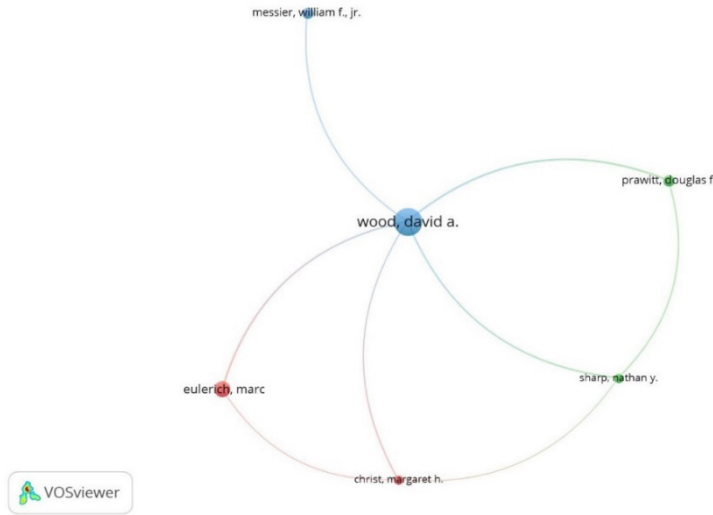 messier, william f., jr.
prawitt, douglas f
wood, david a.
sharp, nathan y.
eulerich, marc
christ, margaret h.
VOSviewer